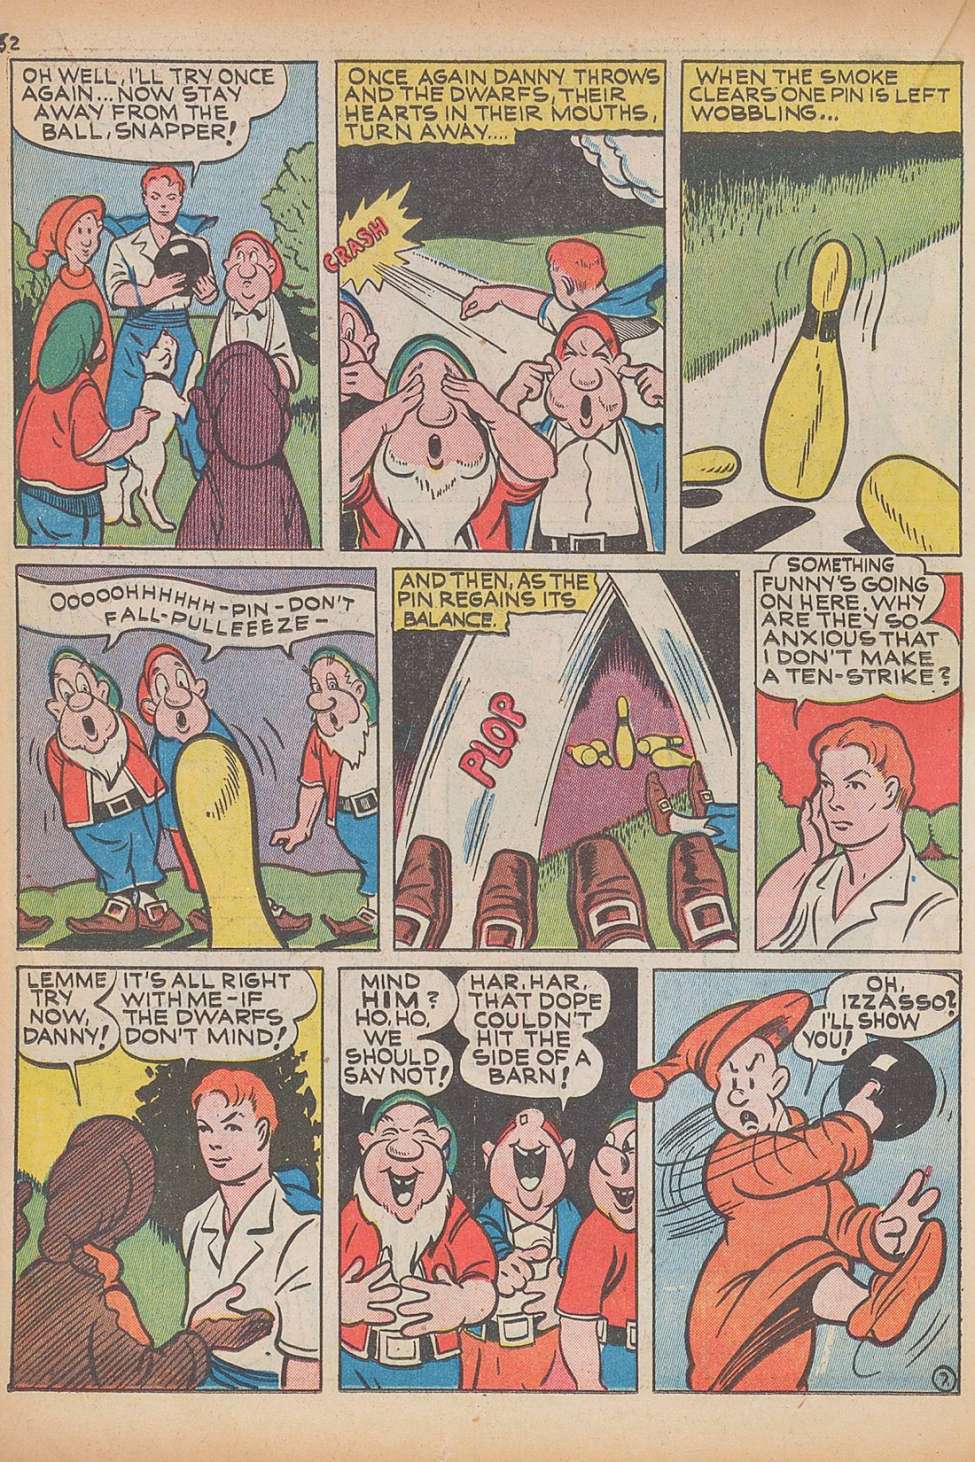 52
OH WELL, I'LL TRY ONCE
AGAIN... NOW STAY
AWAY FROM THE
BALL, SNAPPER!
ONCE AGAIN DANNY THROWS
AND THE DWARFS, THEIR
HEARTS IN THEIR MOUTHS,
TURN AWAY....
CRASH
WHEN THE SMOKE
CLEARS ONE PIN IS LEFT
WOBBLING...
OOOOOHHHHHH-PIN-DON'T
FALL-PULLEEEZE-
AND THEN, AS THE
PIN REGAINS ITS
BALANCE.
PLOP
SOMETHING
FUNNY'S GOING
ON HERE. WHY
ARE THEY SO
ANXIOUS THAT
I DON'T MAKE
A TEN-STRIKE?
LEMME
TRY
NOW,
DANNY!
IT'S ALL RIGHT
WITH ME-IF
THE DWARFS
DON'T MIND!
MIND
HIM?
HO, HO,
WE
SHOULD
SAY NOT!
HAR, HAR,
THAT DOPE
COULDN'T
HIT THE
SIDE OF A
BARN!
OH,
IZZASSO?
I'LL SHOW
YOU!
7